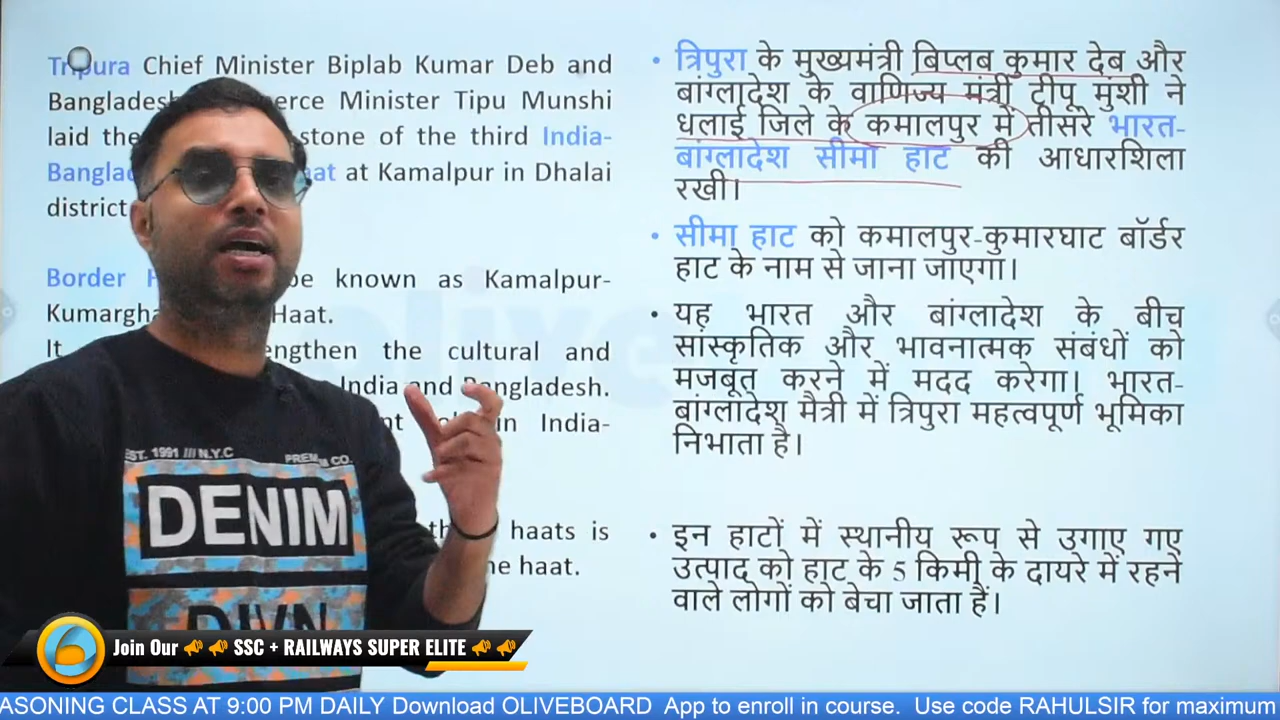 Tripura Chief Minister Biplab Kumar Deb and
Bangladesh Minister Tipu Munshi
laid the stone of the third India-
at Kamalpur in Dhalai
district
Border be known as Kamalpur-
Haat.
It the cultural and
India and Bangladesh.
in India-
haats is
haat.
• त्रिपुरा के मुख्यमंत्री बिप्लब कुमार देब और
बांग्लादेश के वाणिज्य मंत्री टीपू मुंशी ने
धलाई जिले के कमालपुर में तीसरे भारत-
बांग्लादेश सीमा हाट की आधारशिला
रखी।
• सीमा हाट को कमालपुर-कुमारघाट बॉर्डर
हाट के नाम से जाना जाएगा।
• यह भारत और बांग्लादेश के बीच
सांस्कृतिक और भावनात्मक संबंधों को
मजबूत करने में मदद करेगा। भारत-
बांग्लादेश मैत्री में त्रिपुरा महत्वपूर्ण भूमिका
निभाता है।
• इन हाटों में स्थानीय रूप से उगाए गए
उत्पाद को हाट के 5 किमी के दायरे में रहने
वाले लोगों को बेचा जाता हैं।
EST. 1991 /// N.Y.C
DENIM
Join Our SSC + RAILWAYS SUPER ELITE
ASONING CLASS AT 9:00 PM DAILY Download OLIVEBOARD App to enroll in course. Use code RAHULSIR for maximum